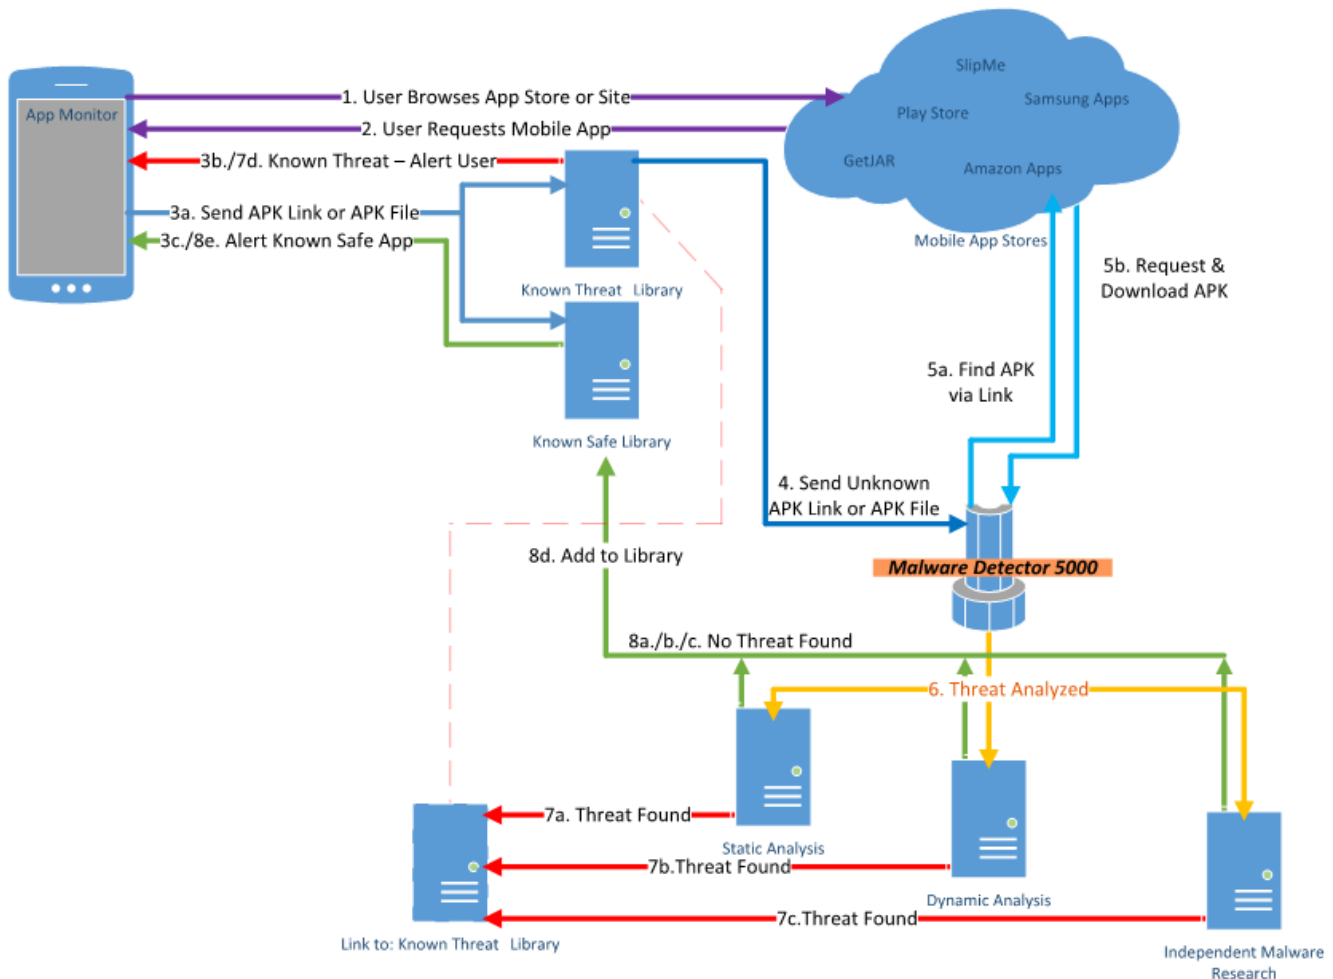 SlipMe
App Monitor
1. User Browses App Store or Site
Play Store
Samsung Apps
2. User Requests Mobile App
3b./7d. Known Threat – Alert User
GetJAR
Amazon Apps
3a. Send APK Link or APK File
3c./8e. Alert Known Safe App
Mobile App Stores
Known Threat Library
5b. Request &
Download APK
5a. Find APK
via Link
Known Safe Library
4. Send Unknown
APK Link or APK File
8d. Add to Library
Malware Detector 5000
8a./b./c. No Threat Found
6. Threat Analyzed
7a. Threat Found
Static Analysis
7b.Threat Found
Dynamic Analysis
7c.Threat Found
Link to: Known Threat Library
Independent Malware
Research